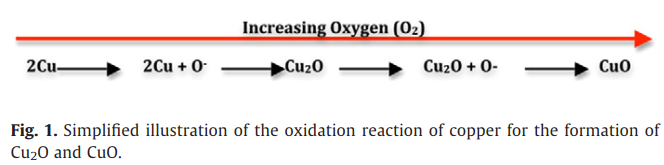 Increasing Oxygen (O₂)
2Cu 2Cu + O⁻ Cu₂O Cu₂O + O- CuO
Fig. 1. Simplified illustration of the oxidation reaction of copper for the formation of
Cu₂O and CuO.